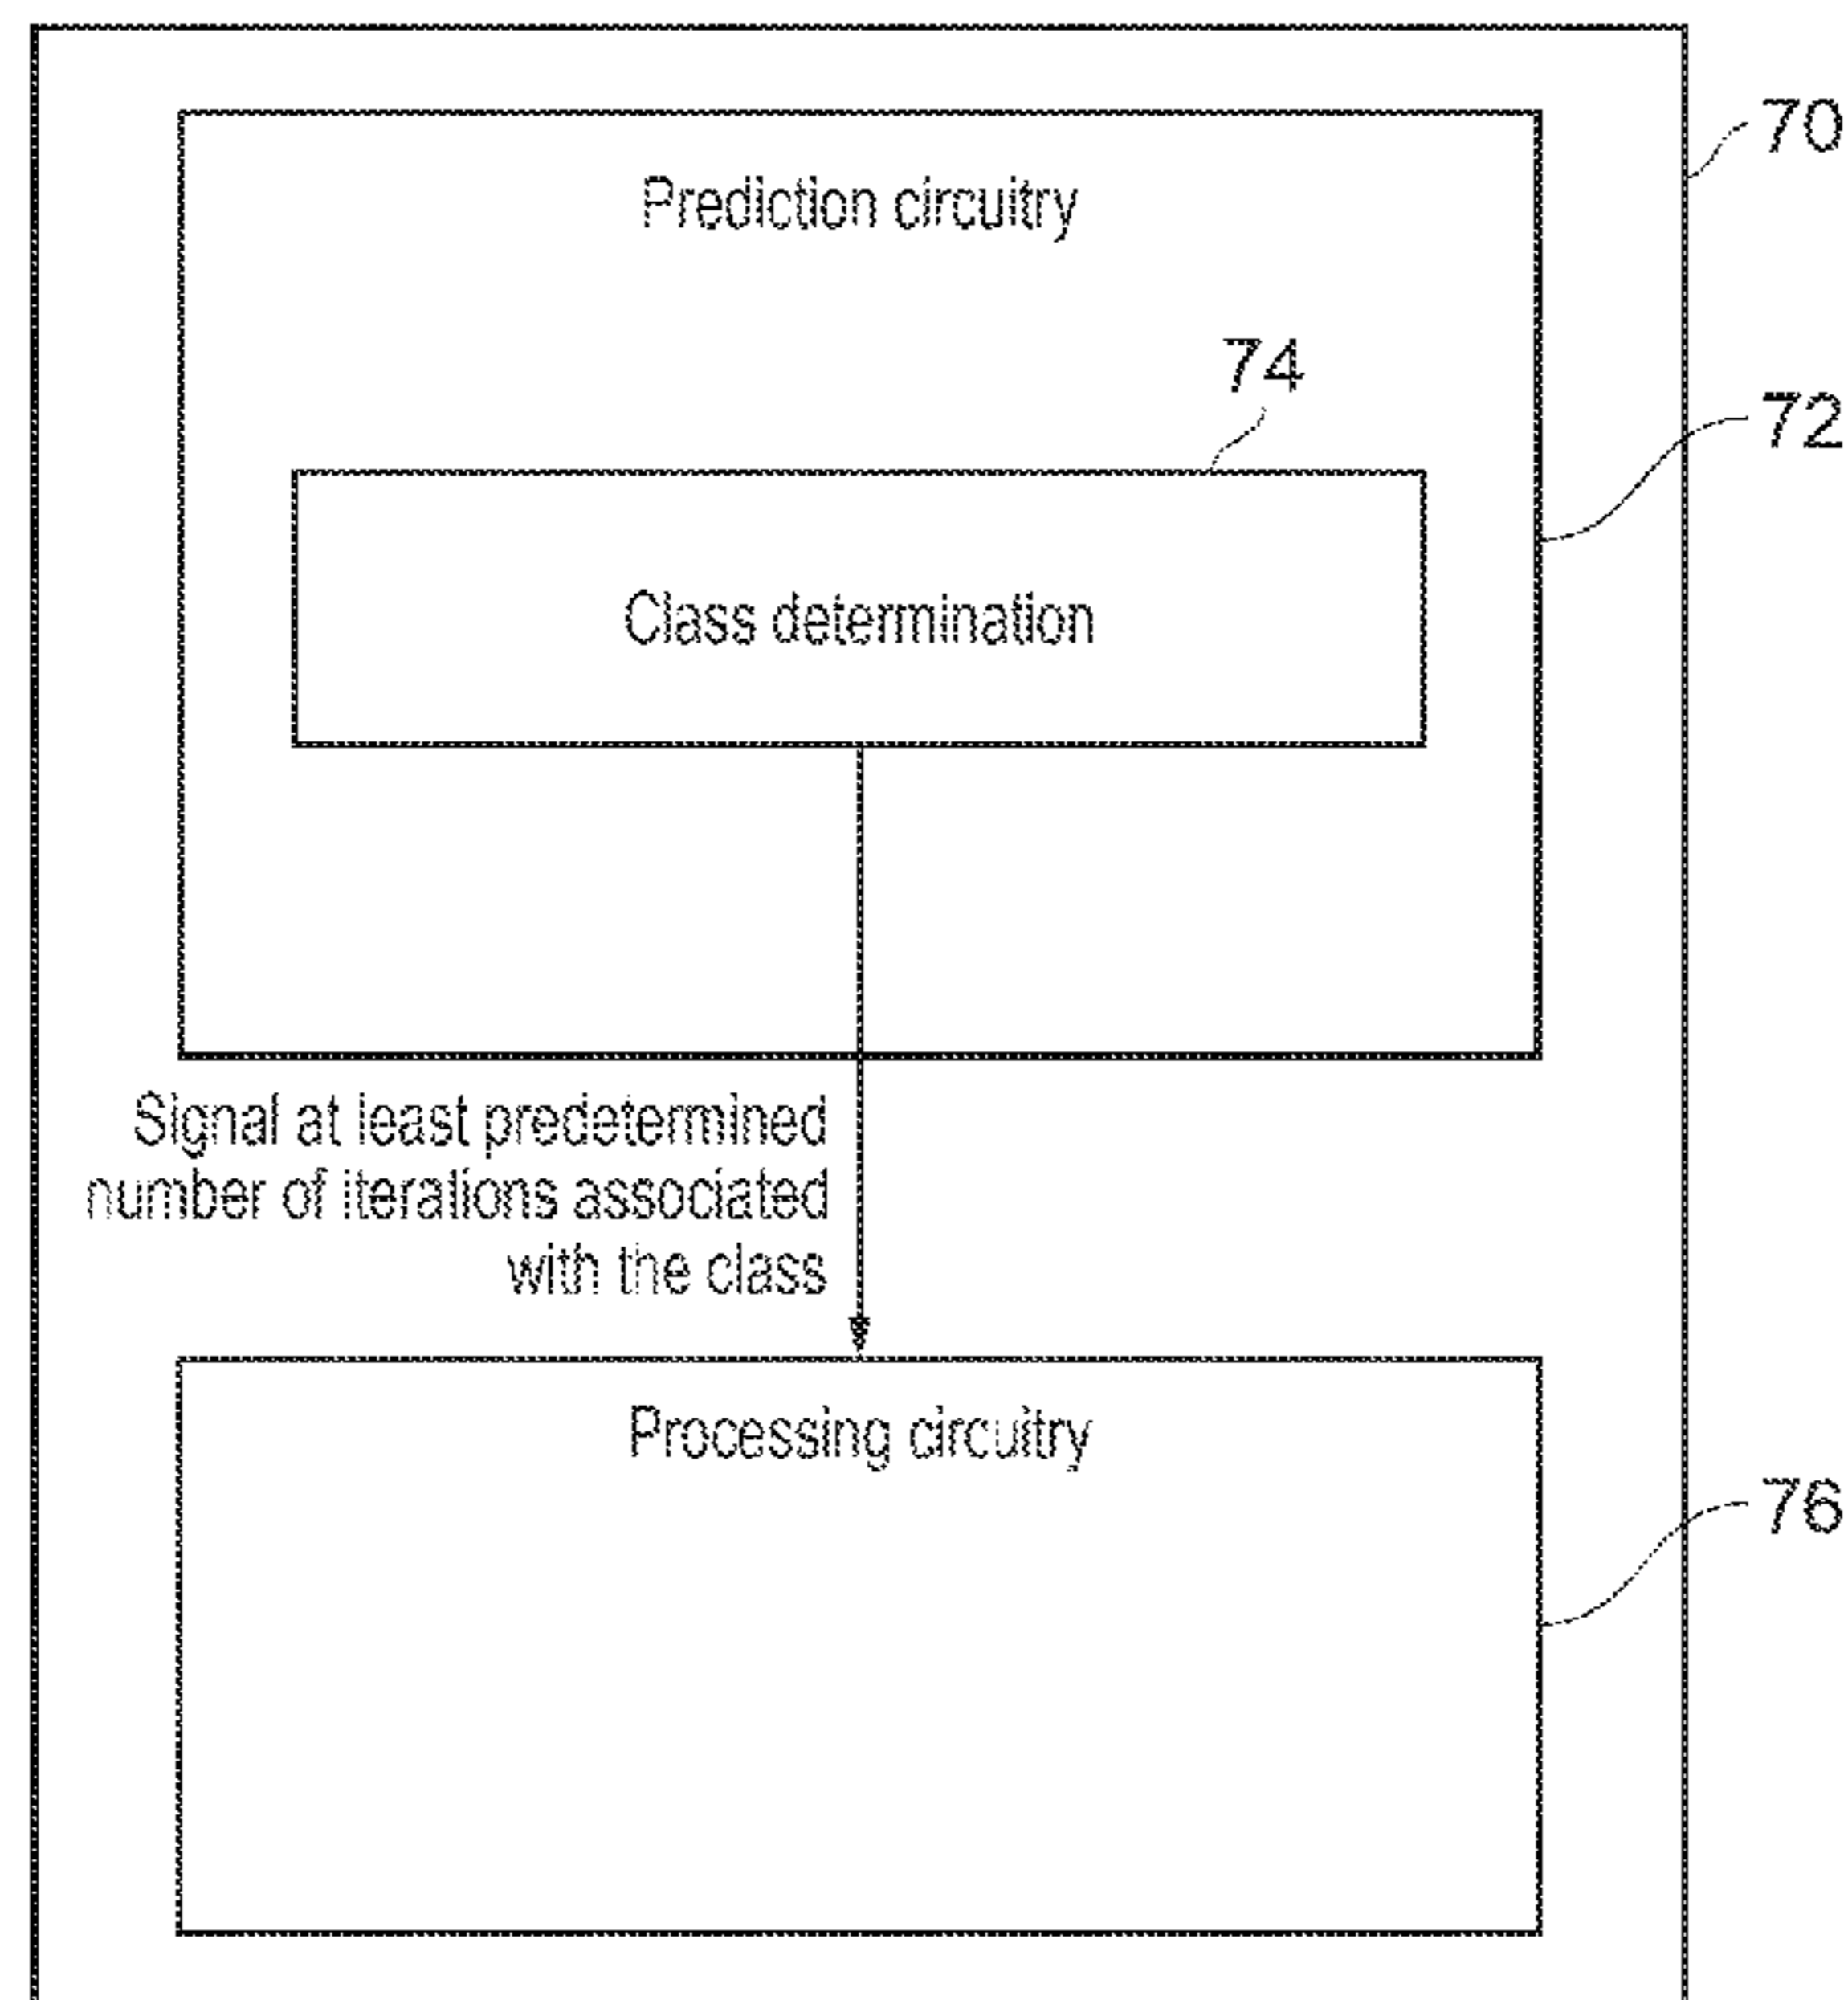 70
Prediction circuitry
74
72
Class determination
Signal at least predetermined
number of iterations associated
with the class
Processing circuitry
76